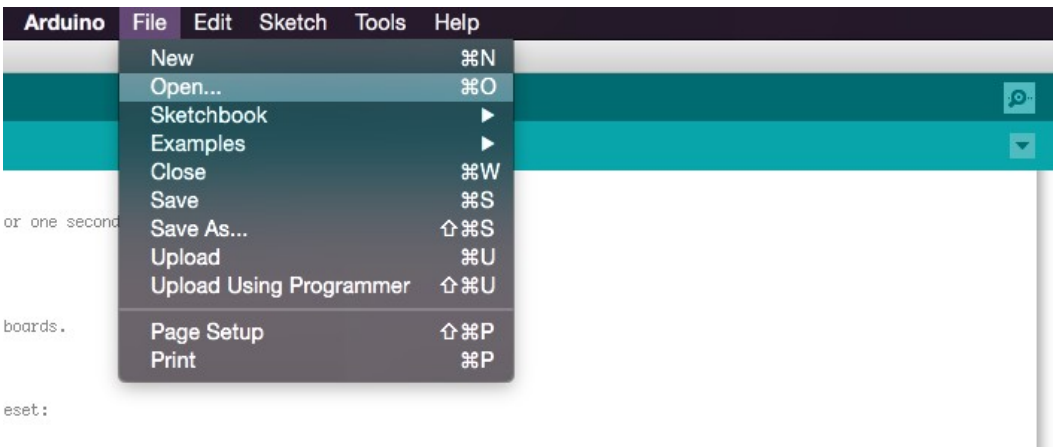 Arduino File Edit Sketch Tools Help
New ⌘N
Open... ⌘O
Sketchbook ▶
Examples ▶
Close ⌘W
Save ⌘S
or one second
Save As... ⇧⌘S
Upload ⌘U
Upload Using Programmer ⇧⌘U
boards.
Page Setup ⇧⌘P
Print ⌘P
eset: